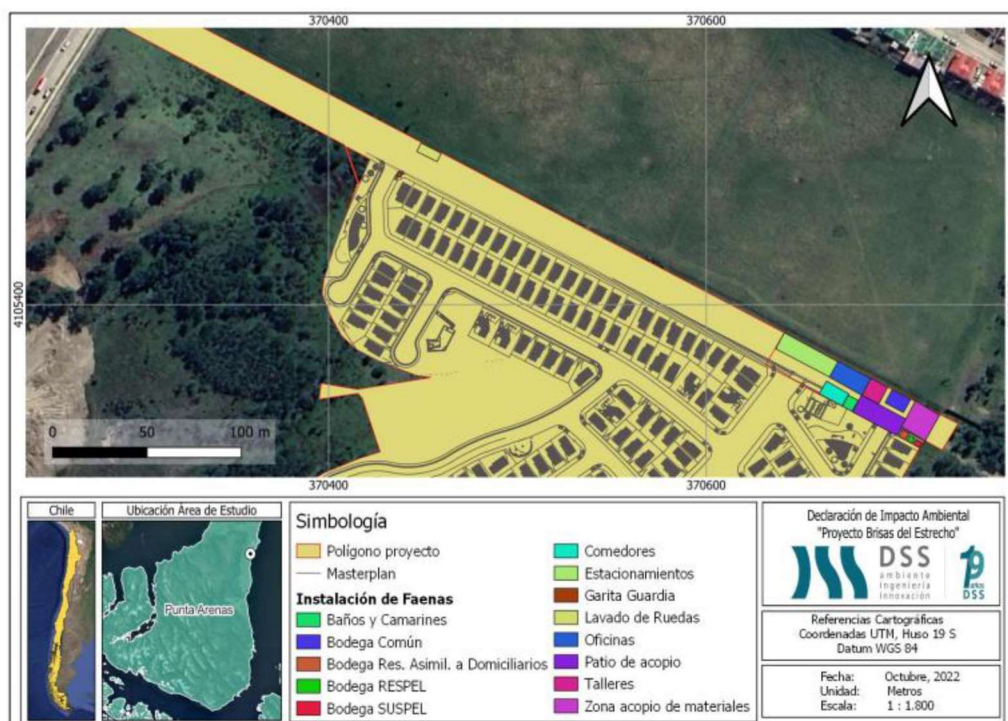 370400
370600
4105400
0
50
100 m
370400
370600
Chile
Ubicación Área de Estudio
Punta Arenas
Simbología
Polígono proyecto
Masterplan
Instalación de Faenas
Baños y Camarines
Bodega Común
Bodega Res. Asimil. a Domiciliarios
Bodega RESPEL
Bodega SUSPEL
Comedores
Estacionamientos
Garita Guardia
Lavado de Ruedas
Oficinas
Patio de acopio
Talleres
Zona acopio de materiales
Declaración de Impacto Ambiental
"Proyecto Brisas del Estrecho"
DSS
ambiente
ingeniería
innovación
19
años
DSS
Referencias Cartográficas
Coordenadas UTM, Huso 19 S
Datum WGS 84
Fecha: Octubre, 2022
Unidad: Metros
Escala: 1 : 1.800